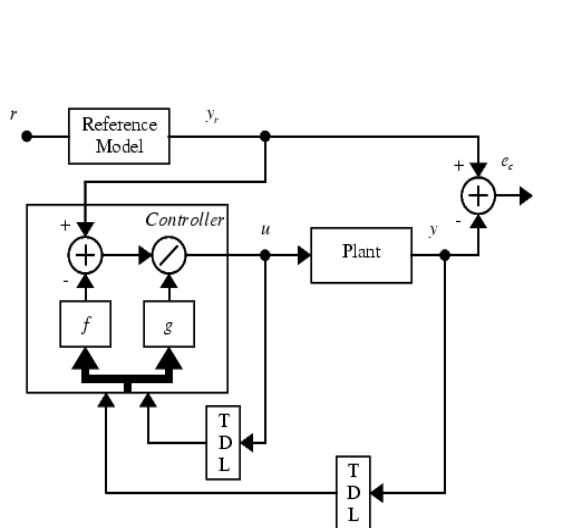 r
Reference
Model
y_r
+
e_c
+
-
Controller
+
-
u
Plant
y
f
g
T
D
L
T
D
L